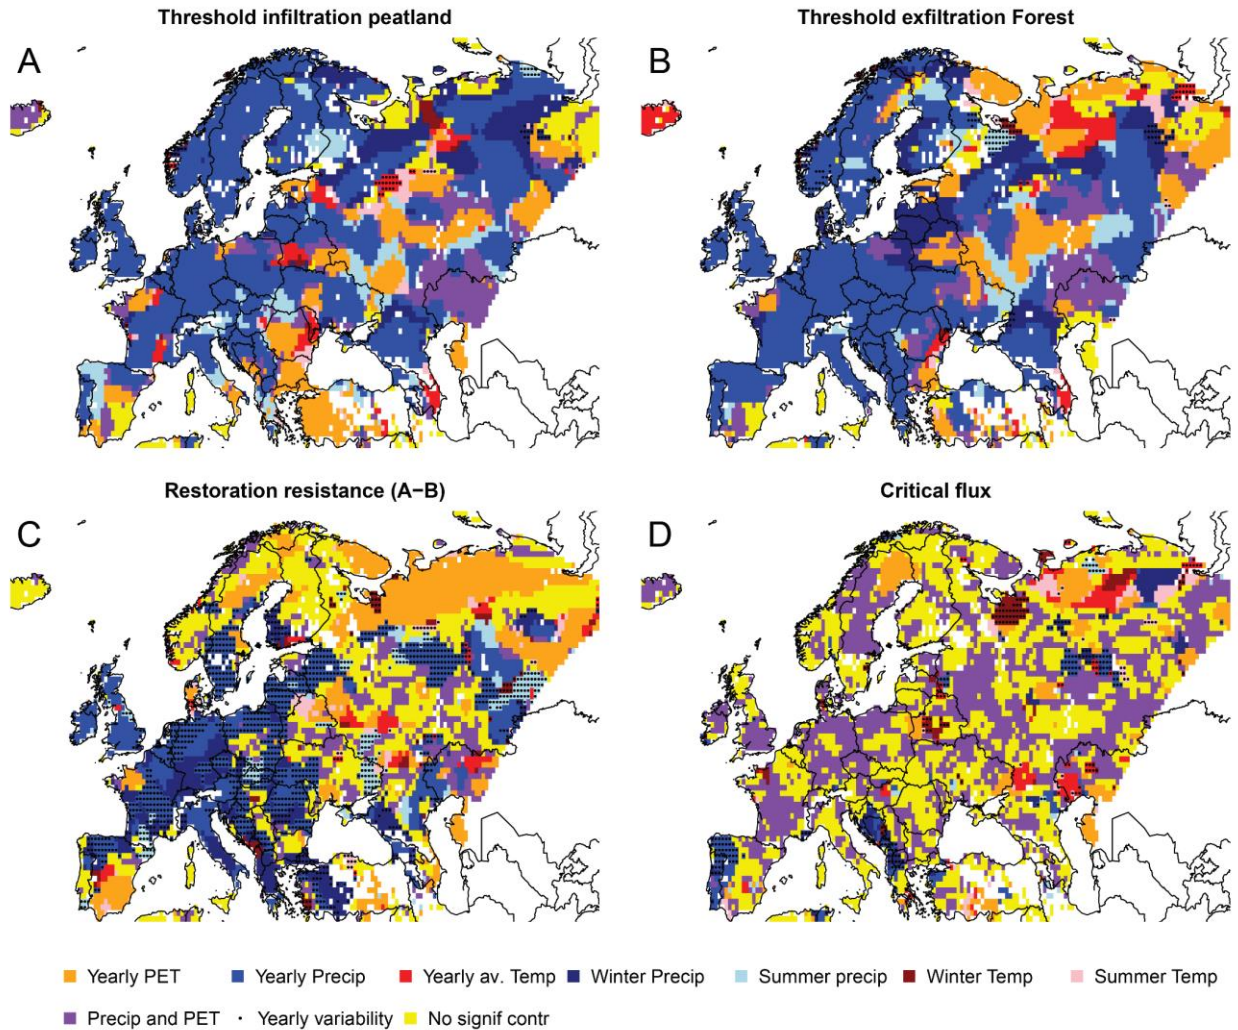 Threshold infiltration peatland
Threshold exfiltration Forest
A
B
Restoration resistance (A−B)
Critical flux
C
D
Yearly PET
Yearly Precip
Yearly av. Temp
Winter Precip
Summer precip
Winter Temp
Summer Temp
Precip and PET
Yearly variability
No signif contr